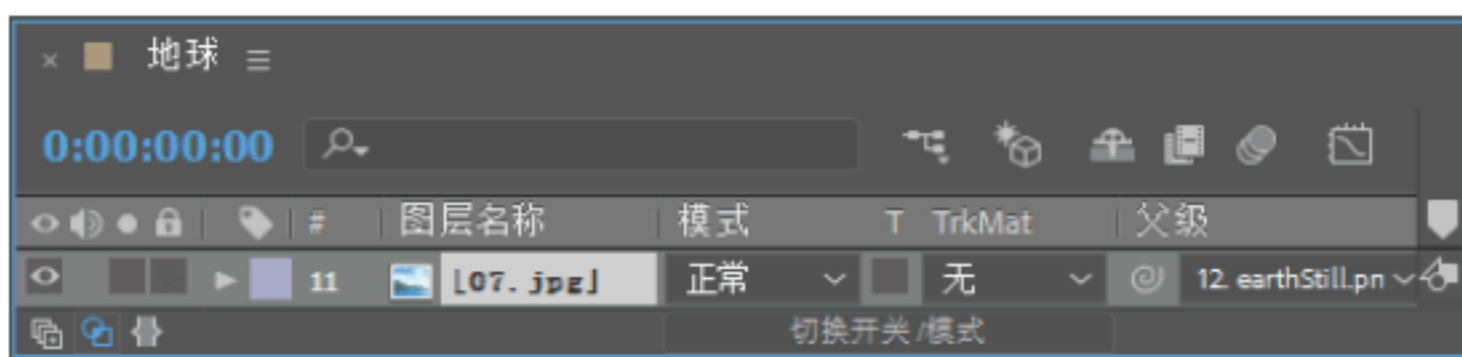 地球
0:00:00:00
# 图层名称 模式 T TrkMat 父级
11 [07.jpg] 正常 无 12. earthStill.pn
切换开关/模式